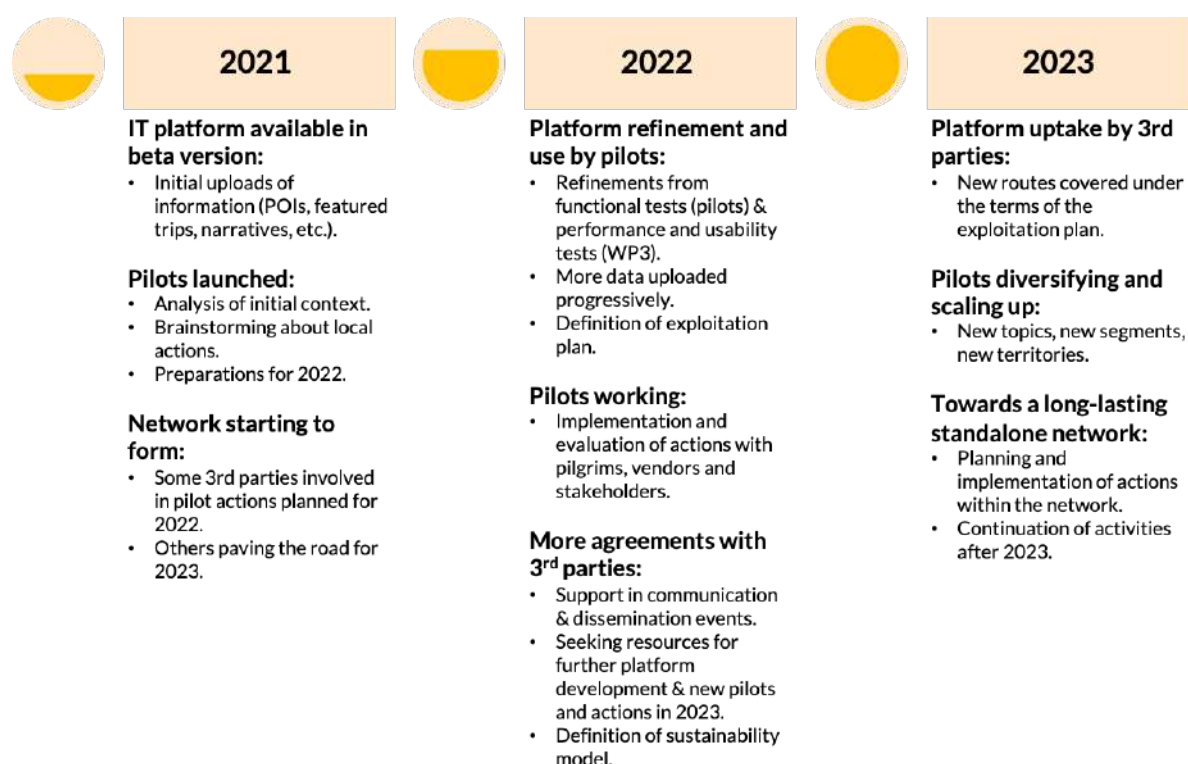 2021
IT platform available in
beta version:
• Initial uploads of
information (POIs, featured
trips, narratives, etc.).
Pilots launched:
• Analysis of initial context.
• Brainstorming about local
actions.
• Preparations for 2022.
Network starting to
form:
• Some 3rd parties involved
in pilot actions planned for
2022.
• Others paving the road for
2023.
2022
Platform refinement and
use by pilots:
• Refinements from
functional tests (pilots) &
performance and usability
tests (WP3).
• More data uploaded
progressively.
• Definition of exploitation
plan.
Pilots working:
• Implementation and
evaluation of actions with
pilgrims, vendors and
stakeholders.
More agreements with
3rd parties:
• Support in communication
& dissemination events.
• Seeking resources for
further platform
development & new pilots
and actions in 2023.
• Definition of sustainability
model.
2023
Platform uptake by 3rd
parties:
• New routes covered under
the terms of the
exploitation plan.
Pilots diversifying and
scaling up:
• New topics, new segments,
new territories.
Towards a long-lasting
standalone network:
• Planning and
implementation of actions
within the network.
• Continuation of activities
after 2023.